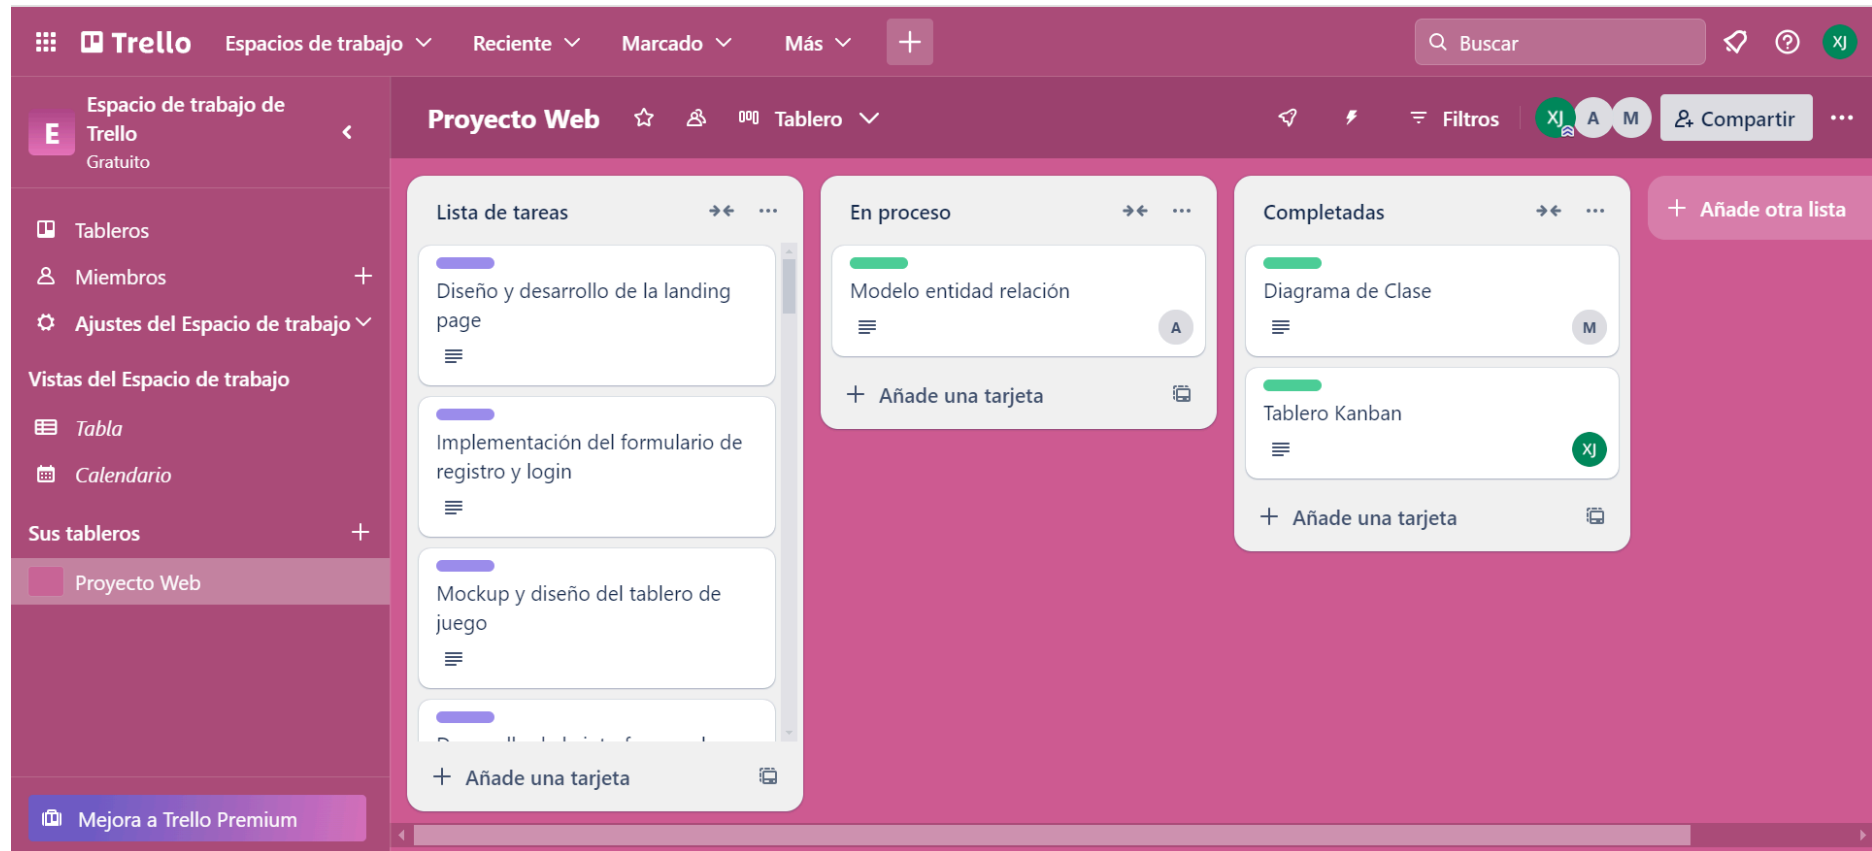 Trello
Espacios de trabajo
Reciente
Marcado
Más
Buscar
XJ
E
Espacio de trabajo de
Trello
Gratuito
Proyecto Web
Tablero
Filtros
XJ
A
M
Compartir
Tableros
Miembros
Ajustes del Espacio de trabajo
Vistas del Espacio de trabajo
Tabla
Calendario
Sus tableros
Proyecto Web
Mejora a Trello Premium
Lista de tareas
Diseño y desarrollo de la landing
page
Implementación del formulario de
registro y login
Mockup y diseño del tablero de
juego
Añade una tarjeta
En proceso
Modelo entidad relación
A
Añade una tarjeta
Completadas
Diagrama de Clase
M
Tablero Kanban
XJ
Añade una tarjeta
Añade otra lista